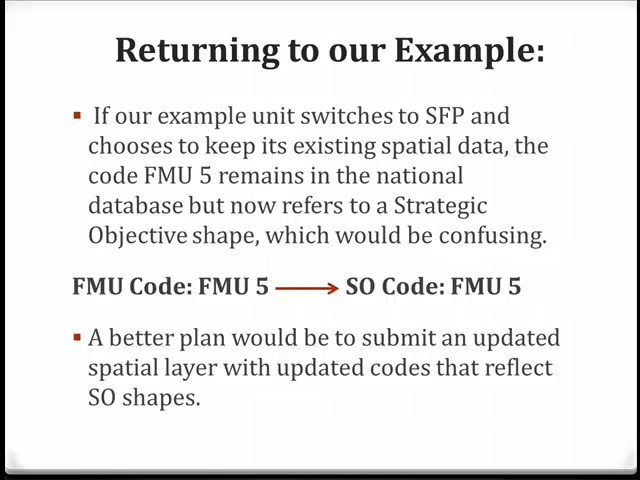 Returning to our Example:
▪ If our example unit switches to SFP and
chooses to keep its existing spatial data, the
code FMU 5 remains in the national
database but now refers to a Strategic
Objective shape, which would be confusing.
FMU Code: FMU 5 → SO Code: FMU 5
▪ A better plan would be to submit an updated
spatial layer with updated codes that reflect
SO shapes.